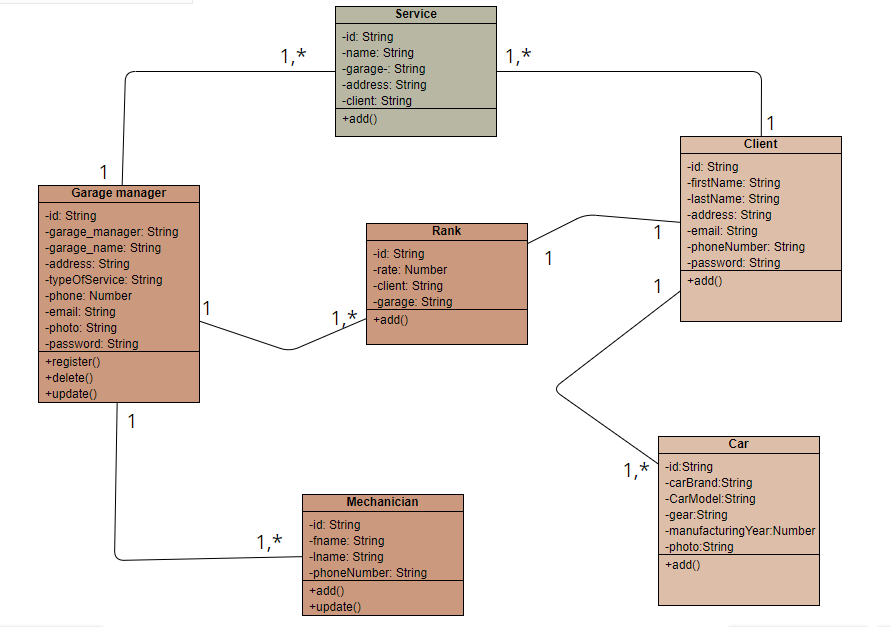 Service
-id: String
-name: String
-garage-: String
-address: String
-client: String
+add()
1,*
1,*
1
1
Garage manager
-id: String
-garage_manager: String
-garage_name: String
-address: String
-typeOfService: String
-phone: Number
-email: String
-photo: String
-password: String
+register()
+delete()
+update()
1
1
Rank
-id: String
-rate: Number
-client: String
-garage: String
+add()
1,*
1
Client
-id: String
-firstName: String
-lastName: String
-address: String
-email: String
-phoneNumber: String
-password: String
+add()
1
1
Mechanician
-id: String
-fname: String
-lname: String
-phoneNumber: String
+add()
+update()
1,*
Car
-id:String
-carBrand:String
-CarModel:String
-gear:String
-manufacturingYear:Number
-photo:String
+add()
1,*